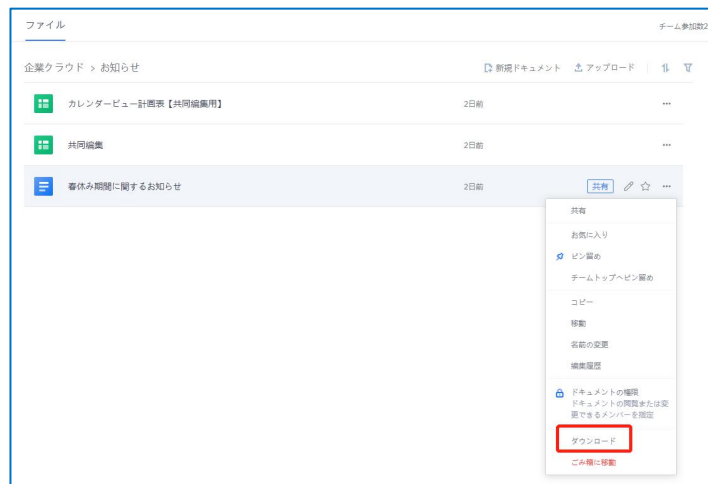 ファイル
チーム参加数2
企業クラウド > お知らせ
新規ドキュメント アップロード
カレンダービュー計画表【共同編集用】 2日前 ...
共同編集 2日前 ...
春休み期間に関するお知らせ 2日前 共有 ...
共有
お気に入り
ピン留め
チームトップへピン留め
コピー
移動
名前の変更
編集履歴
ドキュメントの権限
ドキュメントの閲覧または変
更できるメンバーを指定
ダウンロード
ごみ箱に移動